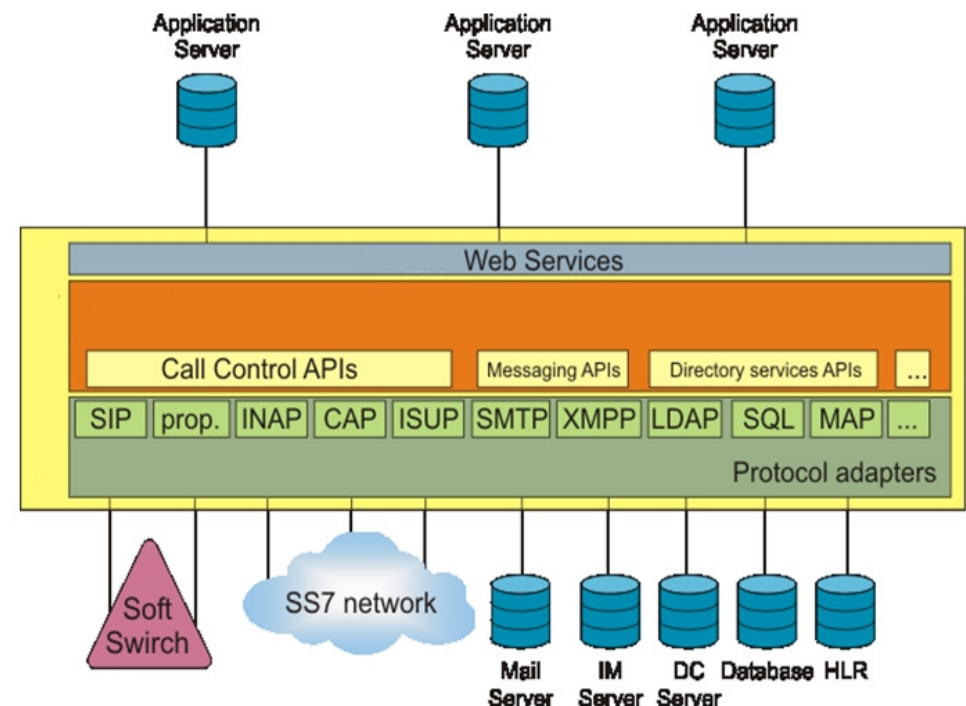 Application
Server
Application
Server
Application
Server
Web Services
Call Control APIs
Messaging APIs
Directory services APIs
...
SIP
prop.
INAP
CAP
ISUP
SMTP
XMPP
LDAP
SQL
MAP
...
Protocol adapters
Soft
Swirch
SS7 network
Mail
Server
IM
Server
DC
Server
Database
HLR